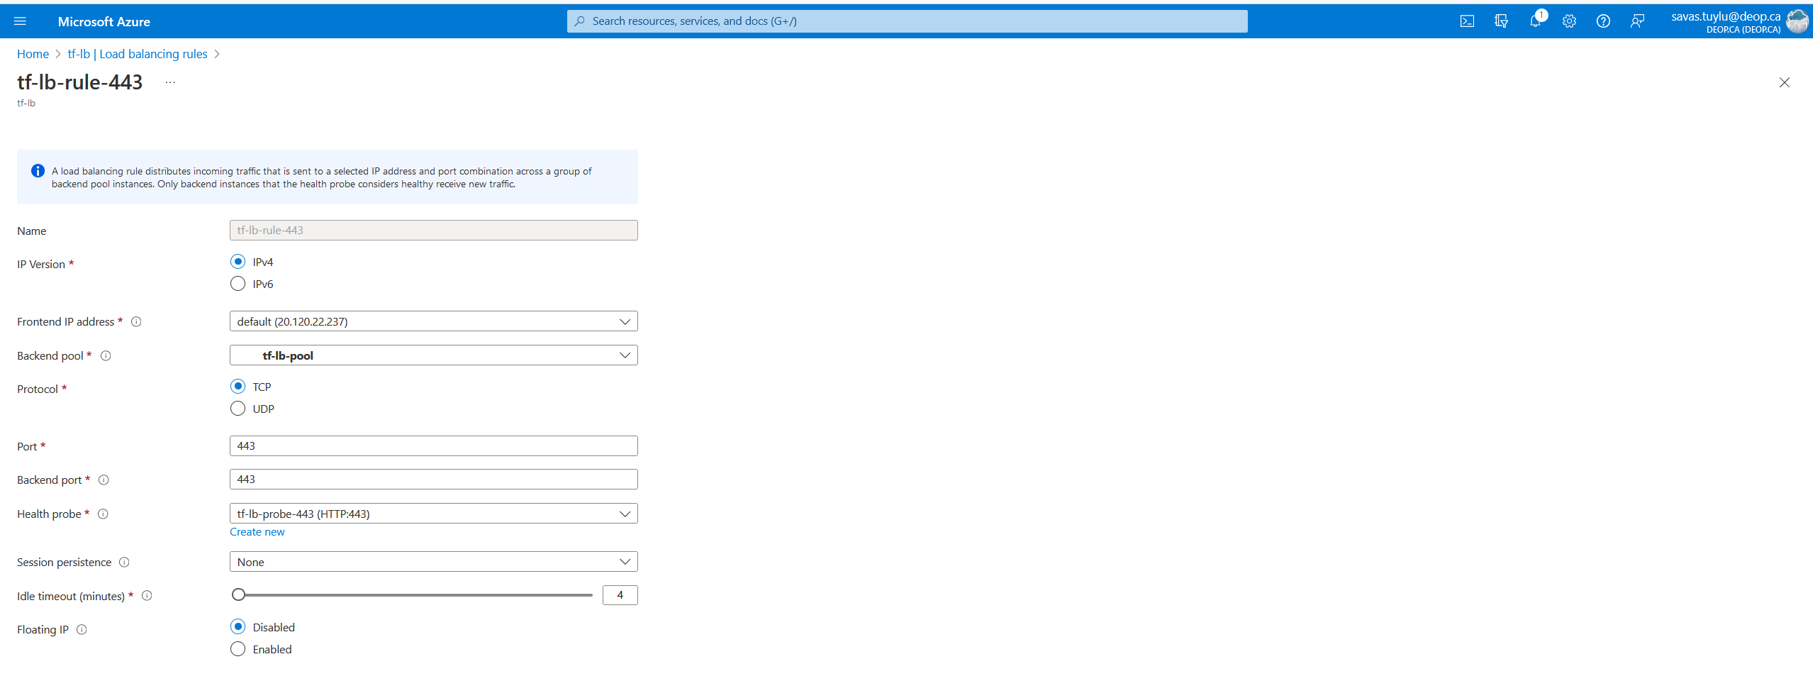 Microsoft Azure
Search resources, services, and docs (G+/)
1
savas.tuylu@deop.ca
DEOP.CA (DEOP.CA)
Home > tf-lb | Load balancing rules >
tf-lb-rule-443 ...
tf-lb
A load balancing rule distributes incoming traffic that is sent to a selected IP address and port combination across a group of
backend pool instances. Only backend instances that the health probe considers healthy receive new traffic.
Name
tf-lb-rule-443
IP Version *
IPv4
IPv6
Frontend IP address *
default (20.120.22.237)
Backend pool *
tf-lb-pool
Protocol *
TCP
UDP
Port *
443
Backend port *
443
Health probe *
tf-lb-probe-443 (HTTP:443)
Create new
Session persistence
None
Idle timeout (minutes) *
4
Floating IP
Disabled
Enabled